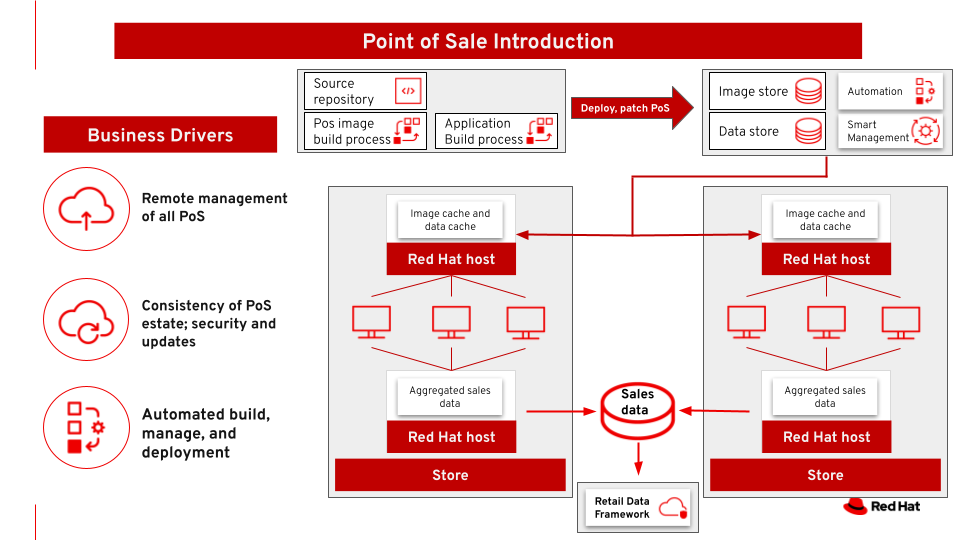 Point of Sale Introduction
Business Drivers
Remote management
of all PoS
Consistency of PoS
estate; security and
updates
Automated build,
manage, and
deployment
Source
repository
</>
Pos image
build process
Application
Build process
Deploy, patch PoS
Image store
Data store
Automation
Smart
Management
Image cache and
data cache
Red Hat host
Aggregated sales
data
Red Hat host
Store
Image cache and
data cache
Red Hat host
Aggregated sales
data
Red Hat host
Store
Sales
data
Retail Data
Framework
Red Hat